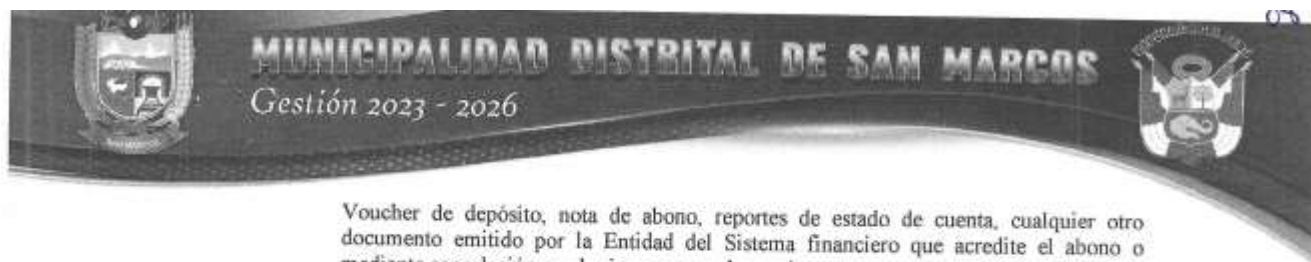 MUNICIPALIDAD DISTRITAL DE SAN MARCOS
Gestión 2023 - 2026
Voucher de depósito, nota de abono, reportes de estado de cuenta, cualquier otro
documento emitido por la Entidad del Sistema financiero que acredite el abono o
mediante